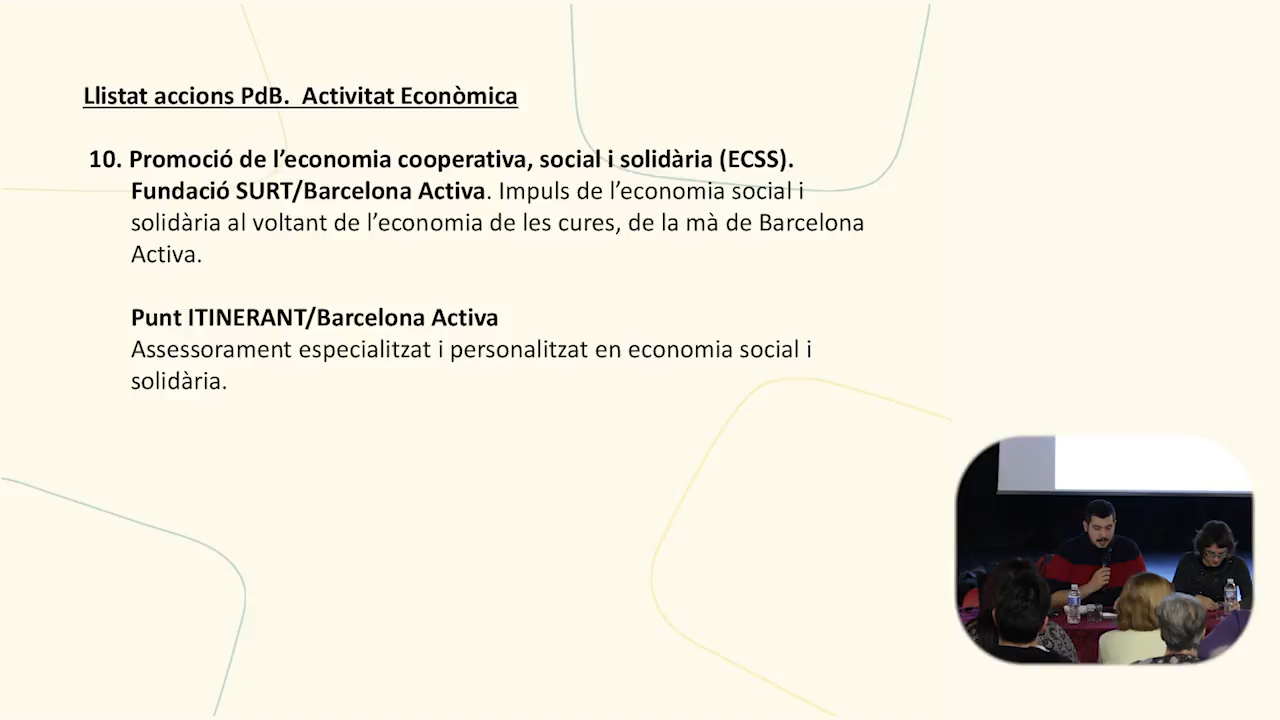 Llistat accions PdB. Activitat Econòmica
10. Promoció de l’economia cooperativa, social i solidària (ECSS).
Fundació SURT/Barcelona Activa. Impuls de l’economia social i
solidària al voltant de l’economia de les cures, de la mà de Barcelona
Activa.
Punt ITINERANT/Barcelona Activa
Assessorament especialitzat i personalitzat en economia social i
solidària.